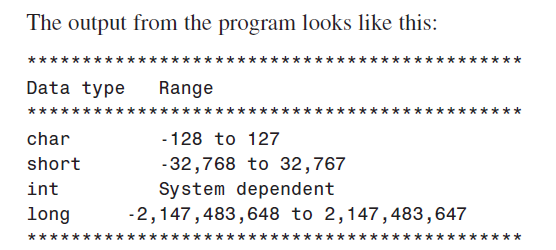 The output from the program looks like this:
**************************************************
Data type   Range
**************************************************
char         -128 to 127
short        -32,768 to 32,767
int          System dependent
long      -2,147,483,648 to 2,147,483,647
**************************************************